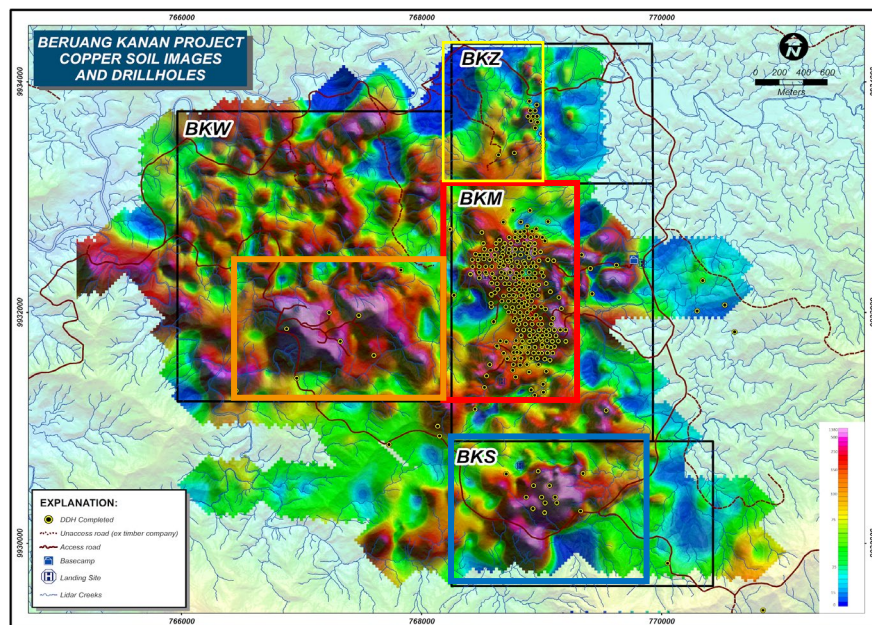 766000 768000 770000
BERUANG KANAN PROJECT
COPPER SOIL IMAGES
AND DRILLHOLES
BKZ
N
0 200 400 600
Meters
9934000
9934000
BKW
BKM
9932000
9932000
BKS
EXPLANATION:
DDH Completed
Unaccess road (ex timber company)
Access road
Basecamp
H
Landing Site
Lidar Creeks
9930000
766000 768000 770000